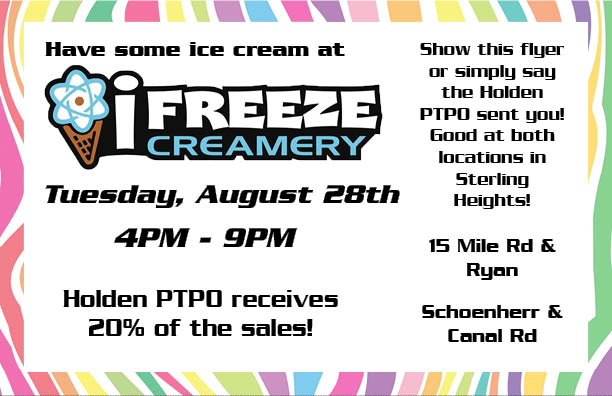 Have some ice cream at
iFREEZE
CREAMERY
Tuesday, August 28th
4PM - 9PM
Holden PTPO receives
20% of the sales!
Show this flyer
or simply say
the Holden
PTPO sent you!
Good at both
locations in
Sterling
Heights!
15 Mile Rd &
Ryan
Schoenherr &
Canal Rd